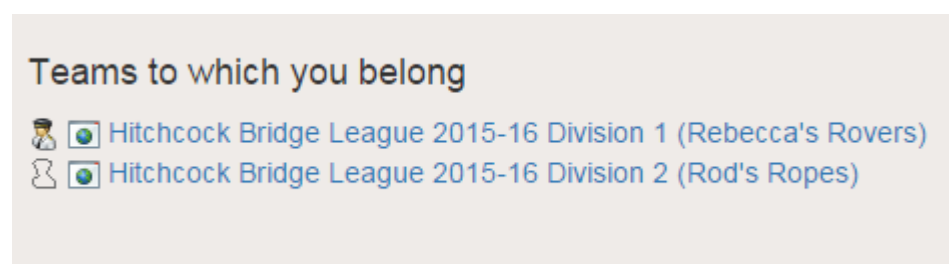 Teams to which you belong
Hitchcock Bridge League 2015-16 Division 1 (Rebecca's Rovers)
Hitchcock Bridge League 2015-16 Division 2 (Rod's Ropes)